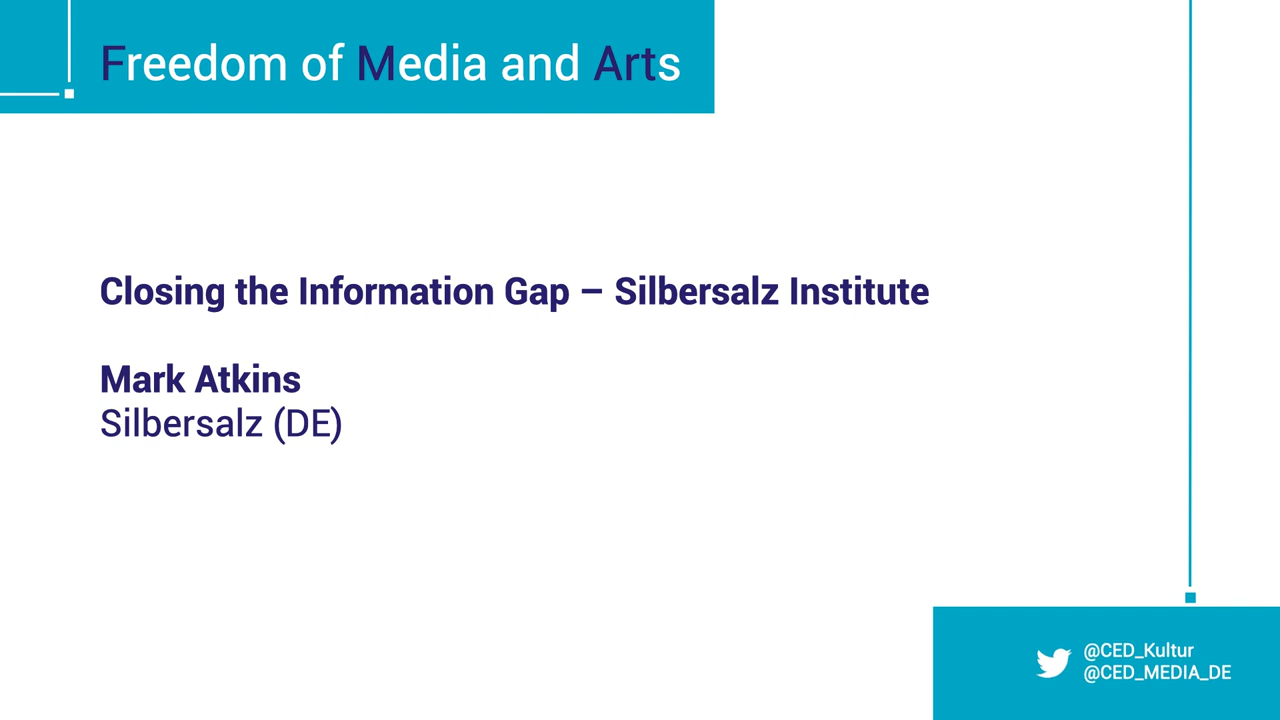 Freedom of Media and Arts
Closing the Information Gap – Silbersalz Institute
Mark Atkins
Silbersalz (DE)
@CED_Kultur
@CED_MEDIA_DE